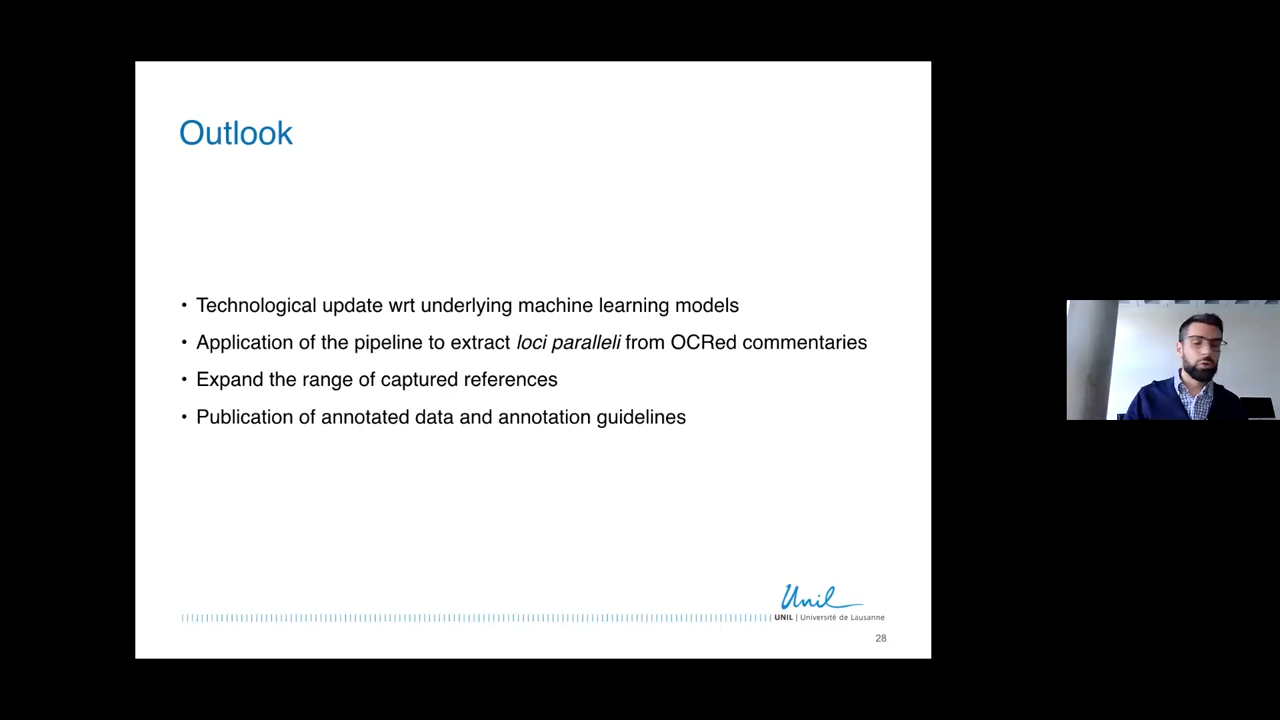 Outlook
• Technological update wrt underlying machine learning models
• Application of the pipeline to extract loci paralleli from OCRed commentaries
• Expand the range of captured references
• Publication of annotated data and annotation guidelines
Unil
UNIL | Université de Lausanne
28